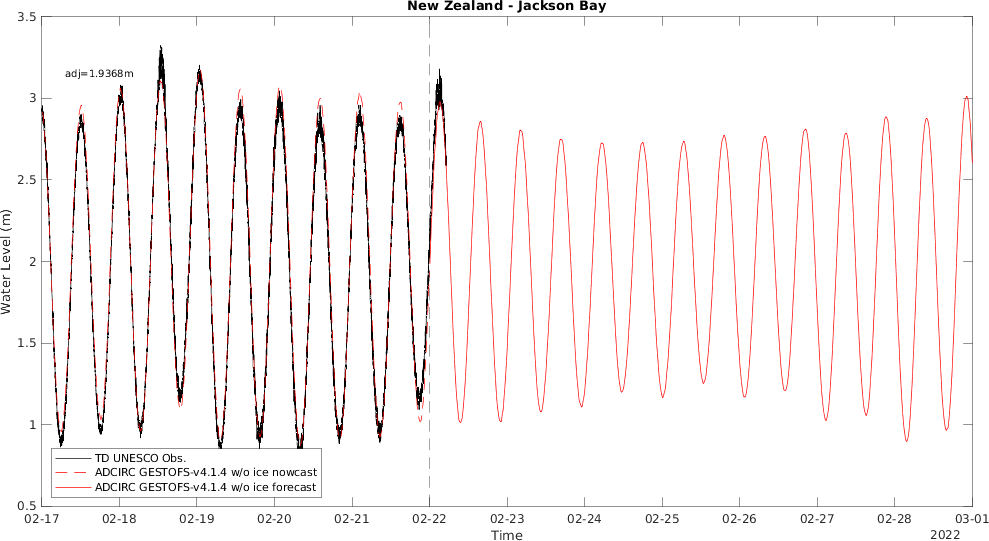 New Zealand - Jackson Bay
adj=1.9368m
Water Level (m)
3.5
3
2.5
2
1.5
1
0.5
TD UNESCO Obs.
ADCIRC GESTOFS-v4.1.4 w/o ice nowcast
ADCIRC GESTOFS-v4.1.4 w/o ice forecast
02-17 02-18 02-19 02-20 02-21 02-22 02-23 02-24 02-25 02-26 02-27 02-28 03-01
Time
2022